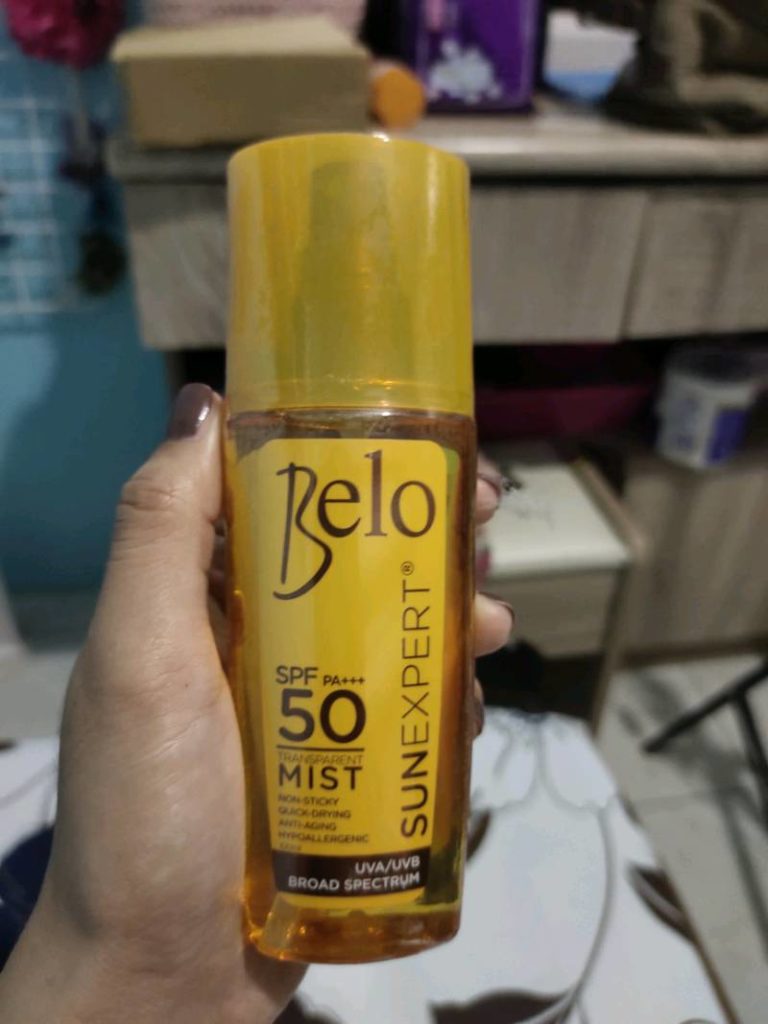 Belo
SUNEXPERT®
SPF PA+++
50
TRANSPARENT
MIST
NON-STICKY
QUICK-DRYING
ANTI-AGING
HYPOALLERGENIC
UVA/UVB
BROAD SPECTRUM